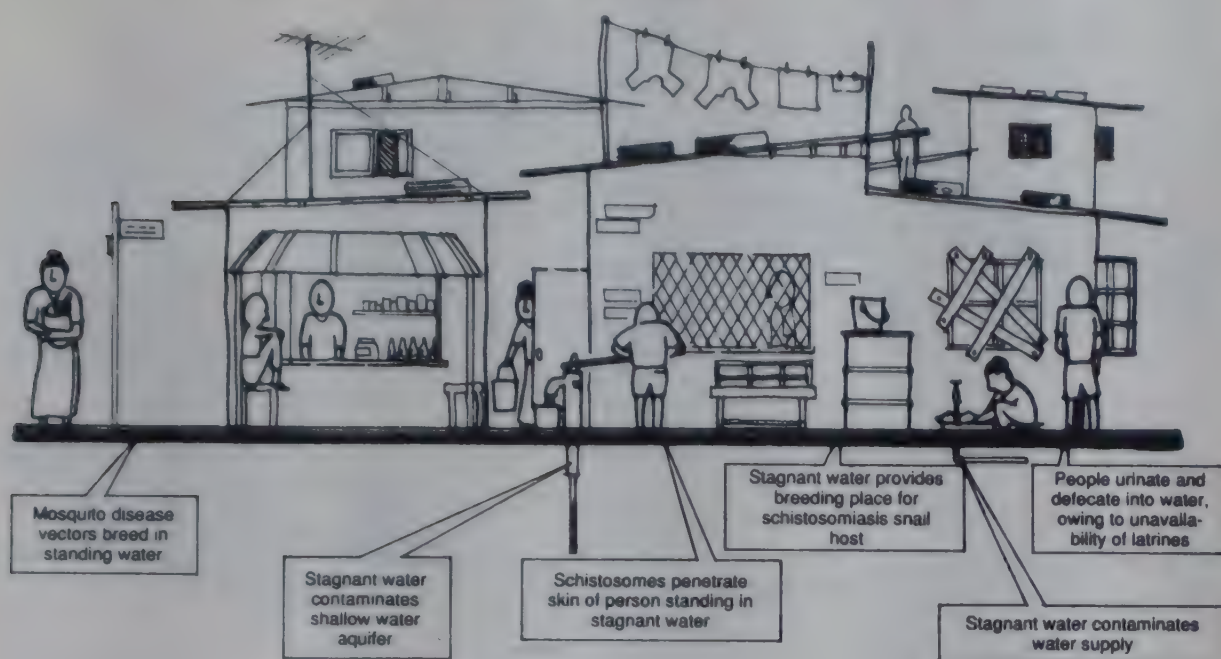 Mosquito disease
vectors breed in
standing water
Stagnant water
contaminates
shallow water
aquifer
Schistosomes penetrate
skin of person standing in
stagnant water
Stagnant water provides
breeding place for
schistosomiasis snail
host
Stagnant water contaminates
water supply
People urinate and
defecate into water,
owing to unavaila-
bility of latrines